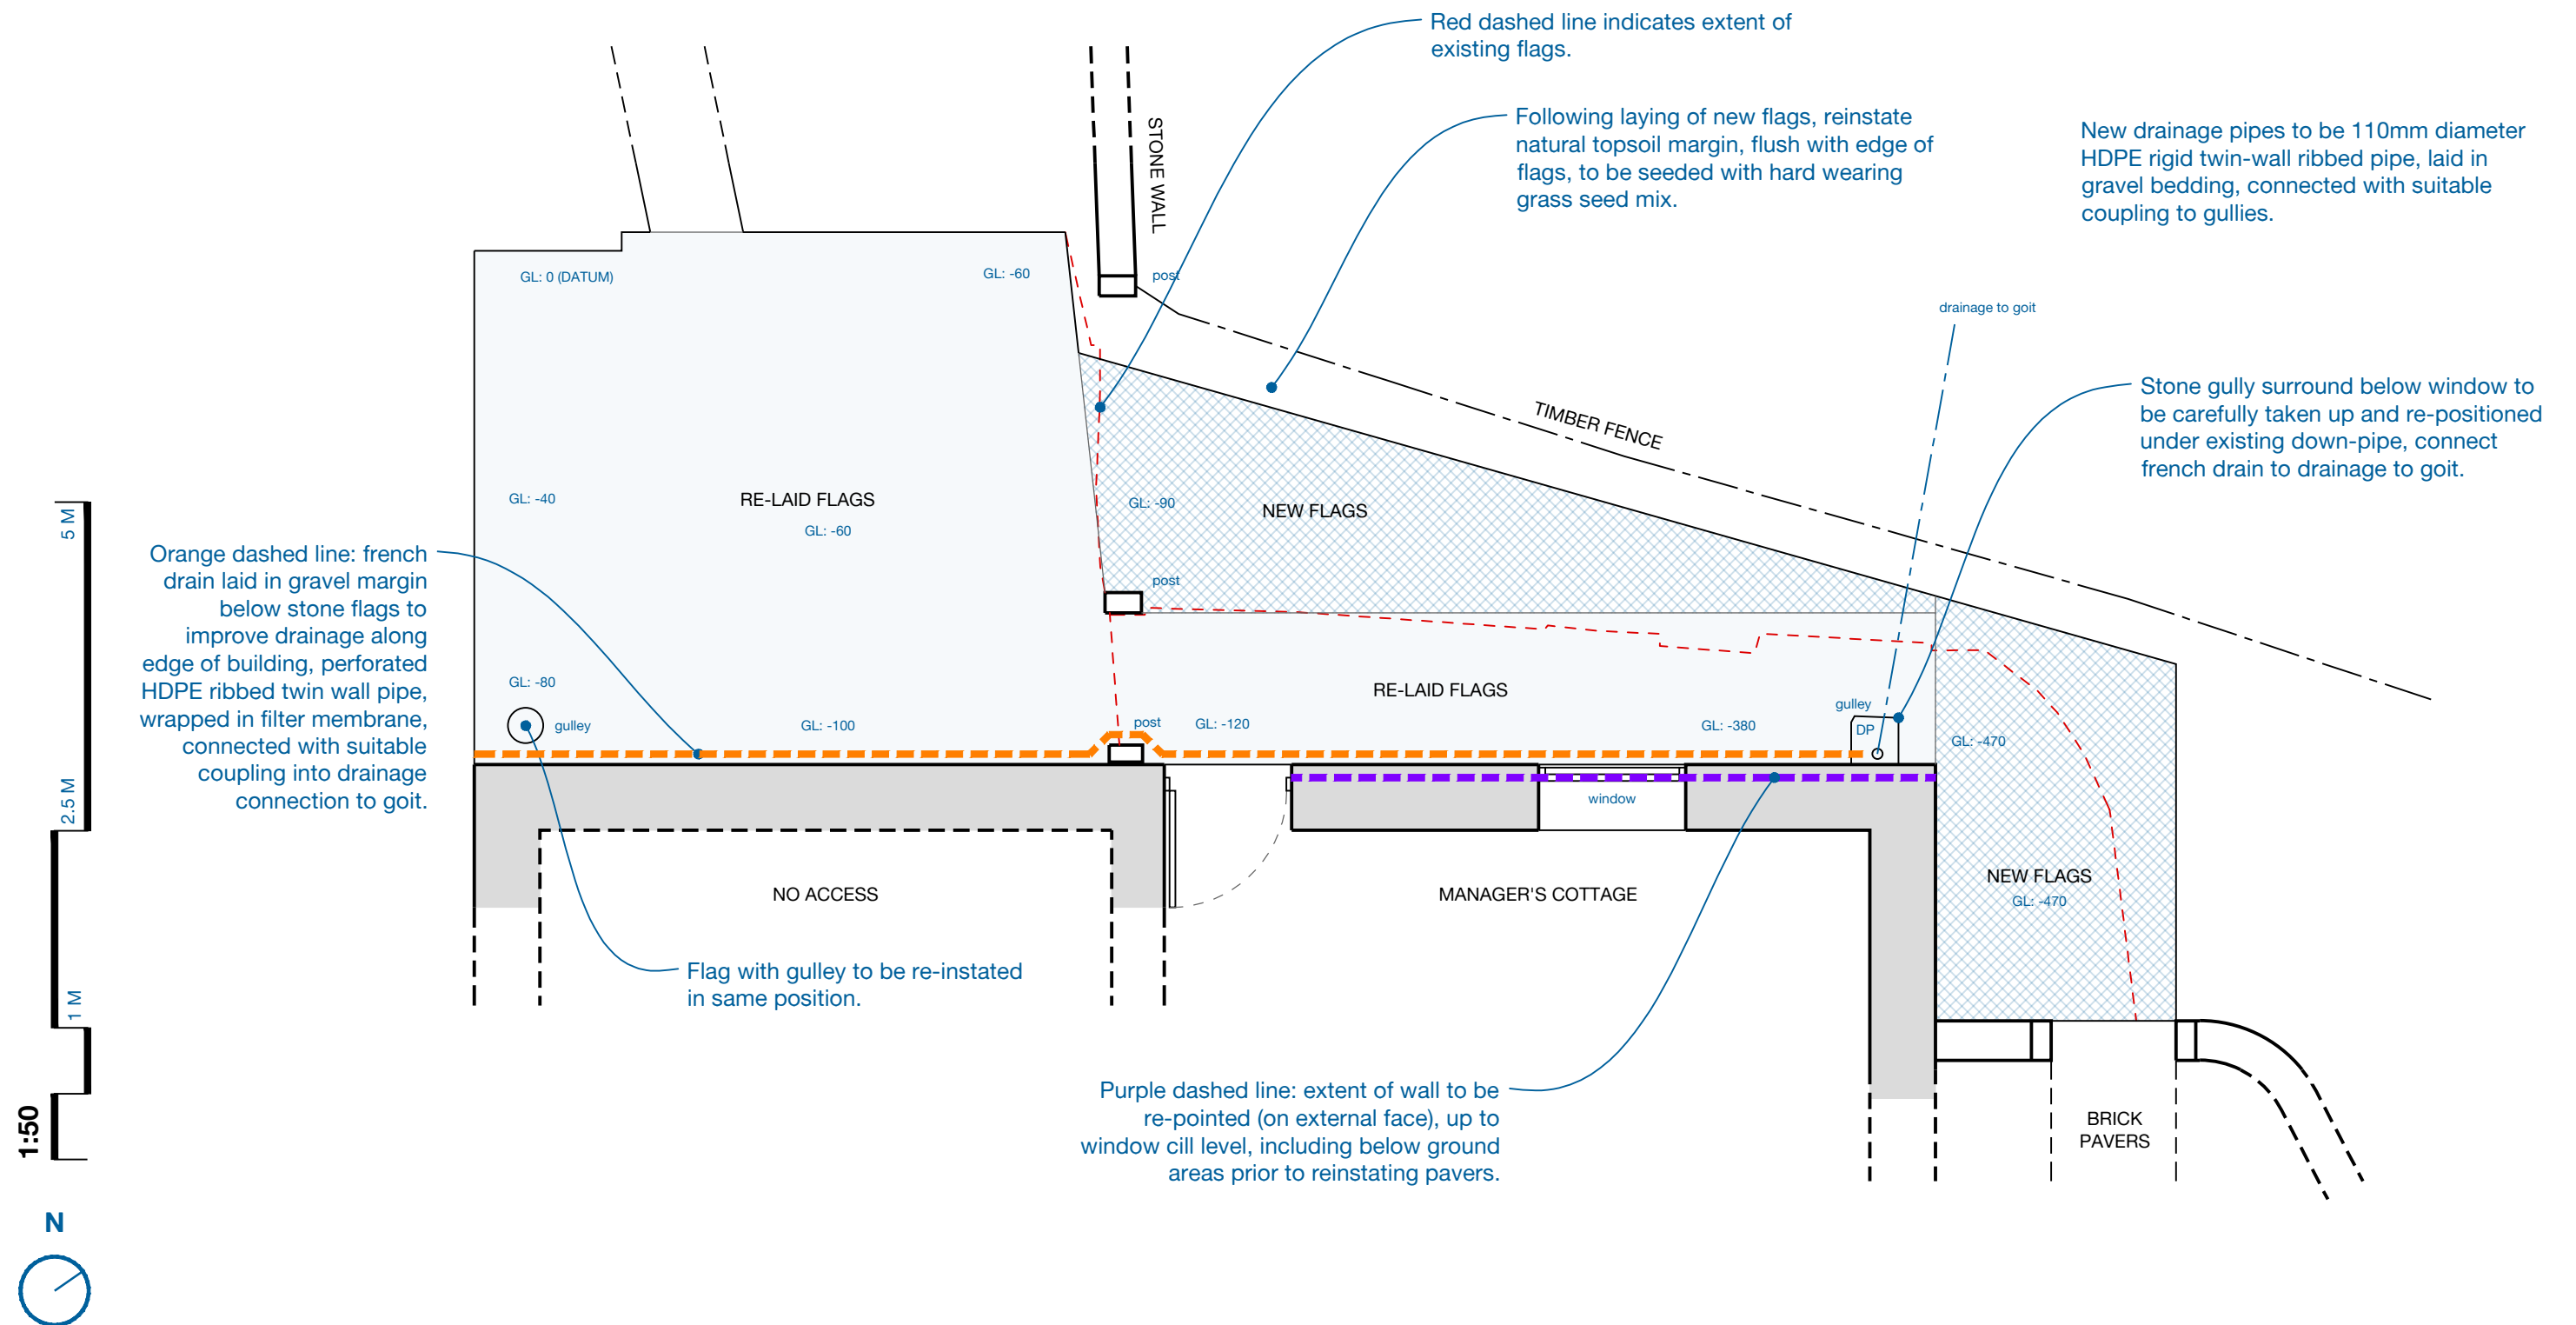 Red dashed line indicates extent of
existing flags.
Following laying of new flags, reinstate
natural topsoil margin, flush with edge of
flags, to be seeded with hard wearing
grass seed mix.
New drainage pipes to be 110mm diameter
HDPE rigid twin-wall ribbed pipe, laid in
gravel bedding, connected with suitable
coupling to gullies.
STONE WALL
GL: 0 (DATUM)
GL: -60
post
drainage to goit
Stone gully surround below window to
be carefully taken up and re-positioned
under existing down-pipe, connect
french drain to drainage to goit.
TIMBER FENCE
GL: -40
RE-LAID FLAGS
GL: -60
GL: -90
NEW FLAGS
5 M
Orange dashed line: french
drain laid in gravel margin
below stone flags to
improve drainage along
edge of building, perforated
HDPE ribbed twin wall pipe,
wrapped in filter membrane,
connected with suitable
coupling into drainage
connection to goit.
post
GL: -80
RE-LAID FLAGS
gulley
GL: -100
post
GL: -120
GL: -380
gulley
DP
GL: -470
2.5 M
window
NO ACCESS
MANAGER'S COTTAGE
NEW FLAGS
GL: -470
Flag with gulley to be re-instated
in same position.
1 M
Purple dashed line: extent of wall to be
re-pointed (on external face), up to
window cill level, including below ground
areas prior to reinstating pavers.
BRICK
PAVERS
1:50
N